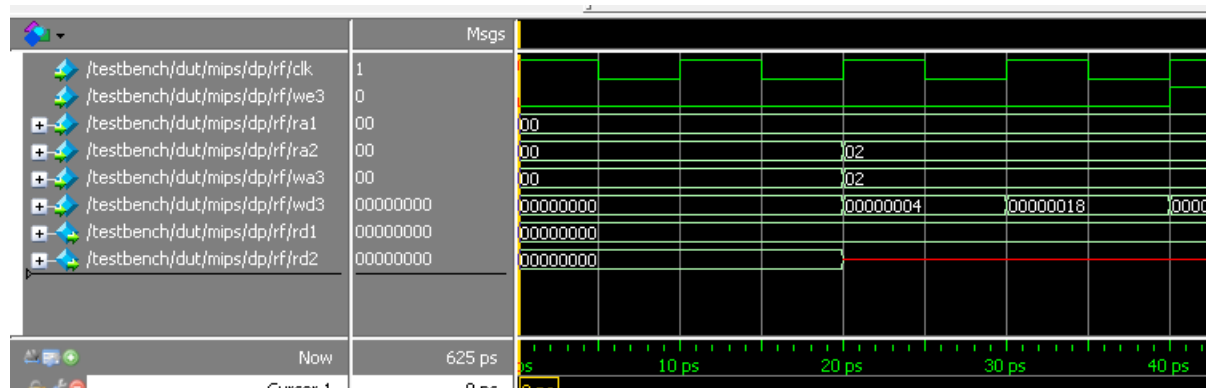 Msgs
/testbench/dut/mips/dp/rf/clk 1
/testbench/dut/mips/dp/rf/we3 0
/testbench/dut/mips/dp/rf/ra1 00 00
/testbench/dut/mips/dp/rf/ra2 00 00 02
/testbench/dut/mips/dp/rf/wa3 00 00 02
/testbench/dut/mips/dp/rf/wd3 00000000 00000000 00000004 00000018 0000
/testbench/dut/mips/dp/rf/rd1 00000000 00000000
/testbench/dut/mips/dp/rf/rd2 00000000 00000000
Now 625 ps ps 10 ps 20 ps 30 ps 40 ps